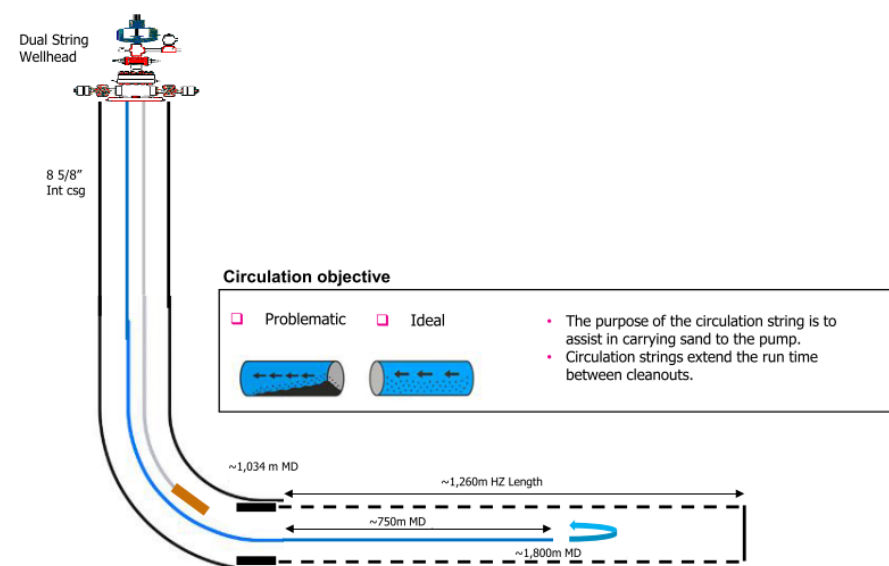 Dual String
Wellhead
8 5/8”
Int csg
Circulation objective
Problematic
Ideal
• The purpose of the circulation string is to
assist in carrying sand to the pump.
• Circulation strings extend the run time
between cleanouts.
~1,034 m MD
~1,260m HZ Length
~750m MD
~1,800m MD